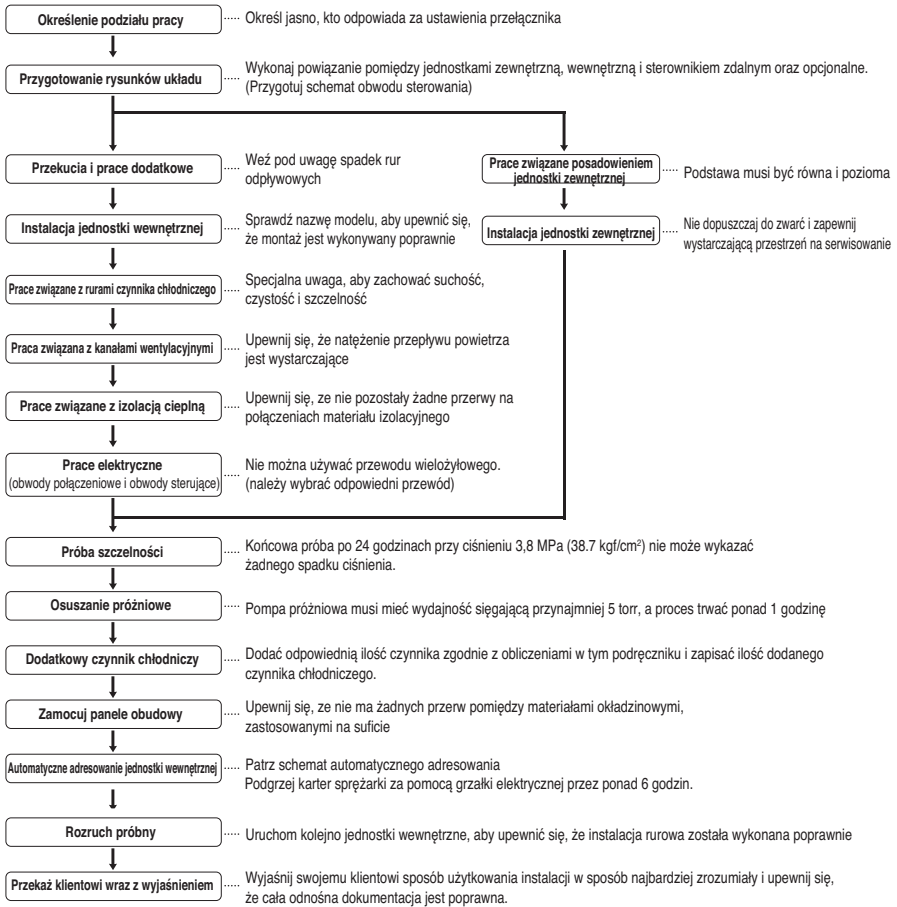 Określenie podziału pracy
..... Określ jasno, kto odpowiada za ustawienia przełącznika
Przygotowanie rysunków układu
..... Wykonaj powiązanie pomiędzy jednostkami zewnętrzną, wewnętrzną i sterownikiem zdalnym oraz opcjonalne.
(Przygotuj schemat obwodu sterowania)
Przekucia i prace dodatkowe
..... Weź pod uwagę spadek rur
odpływowych
Prace związane posadowieniem
jednostki zewnętrznej
..... Podstawa musi być równa i pozioma
Instalacja jednostki wewnętrznej
..... Sprawdź nazwę modelu, aby upewnić się,
że montaż jest wykonywany poprawnie
Instalacja jednostki zewnętrznej
..... Nie dopuszczaj do zwarć i zapewnij
wystarczającą przestrzeń na serwisowanie
Prace związane z rurami czynnika chłodniczego
..... Specjalna uwaga, aby zachować suchość,
czystość i szczelność
Praca związana z kanałami wentylacyjnymi
..... Upewnij się, że natężenie przepływu powietrza
jest wystarczające
Prace związane z izolacją cieplną
..... Upewnij się, ze nie pozostały żadne przerwy na
połączeniach materiału izolacyjnego
Prace elektryczne
(obwody połączeniowe i obwody sterujące)
..... Nie można używać przewodu wielożyłowego.
(należy wybrać odpowiedni przewód)
Próba szczelności
..... Końcowa próba po 24 godzinach przy ciśnieniu 3,8 MPa (38.7 kgf/cm²) nie może wykazać
żadnego spadku ciśnienia.
Osuszanie próżniowe
..... Pompa próżniowa musi mieć wydajność sięgającą przynajmniej 5 torr, a proces trwać ponad 1 godzinę
Dodatkowy czynnik chłodniczy
..... Dodać odpowiednią ilość czynnika zgodnie z obliczeniami w tym podręczniku i zapisać ilość dodanego
czynnika chłodniczego.
Zamocuj panele obudowy
..... Upewnij się, ze nie ma żadnych przerw pomiędzy materiałami okładzinowymi,
zastosowanymi na suficie
Automatyczne adresowanie jednostki wewnętrznej
..... Patrz schemat automatycznego adresowania
Podgrzej karter sprężarki za pomocą grzałki elektrycznej przez ponad 6 godzin.
Rozruch próbny
..... Uruchom kolejno jednostki wewnętrzne, aby upewnić się, że instalacja rurowa została wykonana poprawnie
Przekaż klientowi wraz z wyjaśnieniem
..... Wyjaśnij swojemu klientowi sposób użytkowania instalacji w sposób najbardziej zrozumiały i upewnij się,
że cała odnośna dokumentacja jest poprawna.